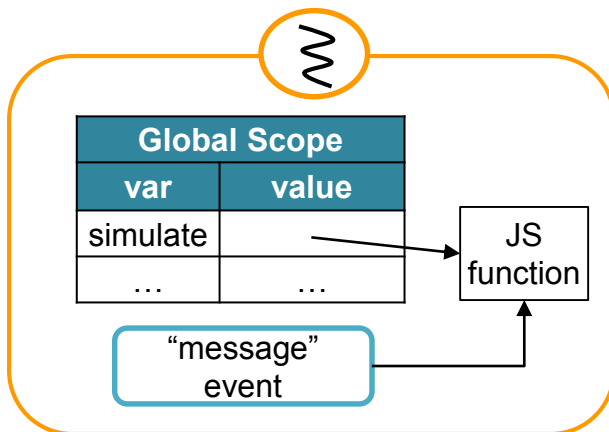 Global Scope
var value
simulate
… …
JS
function
“message”
event